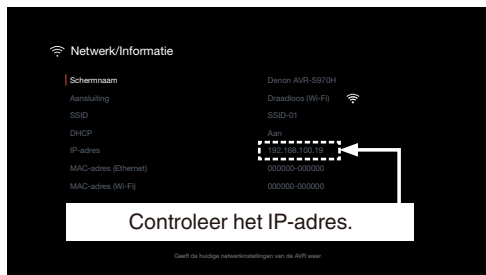 Netwerk/Informatie
Schermnaam Denon AVR-S970H
Aansluiting Draadloos (Wi-Fi)
SSID SSID-01
DHCP Aan
IP-adres 192.168.100.19
MAC-adres (Ethernet) 000000-000000
MAC-adres (Wi-Fi) 000000-000000
Controleer het IP-adres.
Geeft de huidige netwerkinstellingen van de AVR weer.